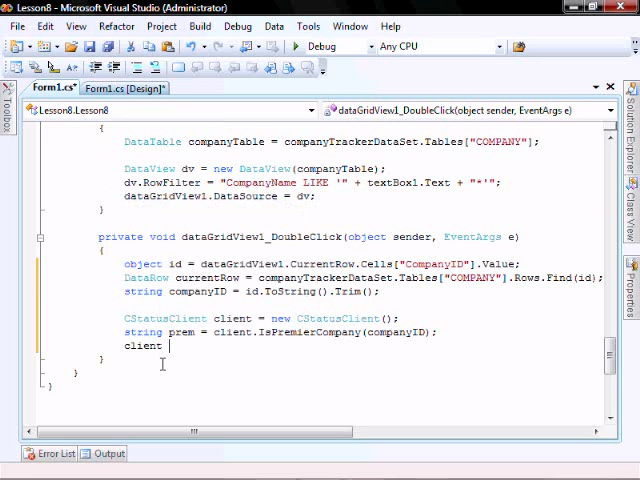 Lesson8 - Microsoft Visual Studio (Administrator)
File Edit View Refactor Project Build Debug Data Tools Test Window Help
Debug Any CPU
Form1.cs* Form1.cs [Design]*
Lesson8.Lesson8 dataGridView1_DoubleClick(object sender, EventArgs e)
{
DataTable companyTable = companyTrackerDataSet.Tables["COMPANY"];
DataView dv = new DataView(companyTable);
dv.RowFilter = "CompanyName LIKE '" + textBox1.Text + "*'";
dataGridView1.DataSource = dv;
}
private void dataGridView1_DoubleClick(object sender, EventArgs e)
{
object id = dataGridView1.CurrentRow.Cells["CompanyID"].Value;
DataRow currentRow = companyTrackerDataSet.Tables["COMPANY"].Rows.Find(id);
string companyID = id.ToString().Trim();
CStatusClient client = new CStatusClient();
string prem = client.IsPremierCompany(companyID);
client
}
}
}
Error List Output
Toolbox
Solution Explorer
Class View
Properties